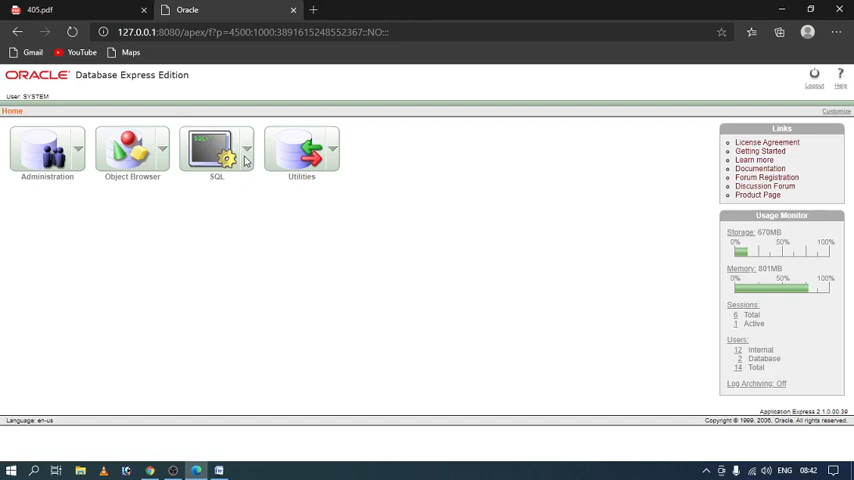 405.pdf
Oracle
127.0.0.1:8080/apex/f?p=4500:1000:3891615248552367::NO:::
Gmail
YouTube
Maps
ORACLE Database Express Edition
Logout
Help
User: SYSTEM
Home
Customize
SQL>
Administration
Object Browser
SQL
Utilities
Links
License Agreement
Getting Started
Learn more
Documentation
Forum Registration
Discussion Forum
Product Page
Usage Monitor
Storage: 670MB
0% 50% 100%
Memory: 801MB
0% 50% 100%
Sessions:
6 Total
1 Active
Users:
12 Internal
2 Database
14 Total
Log Archiving: Off
Application Express 2.1.0.00.39
Language: en-us
Copyright © 1999, 2006, Oracle. All rights reserved.
ENG
08:42